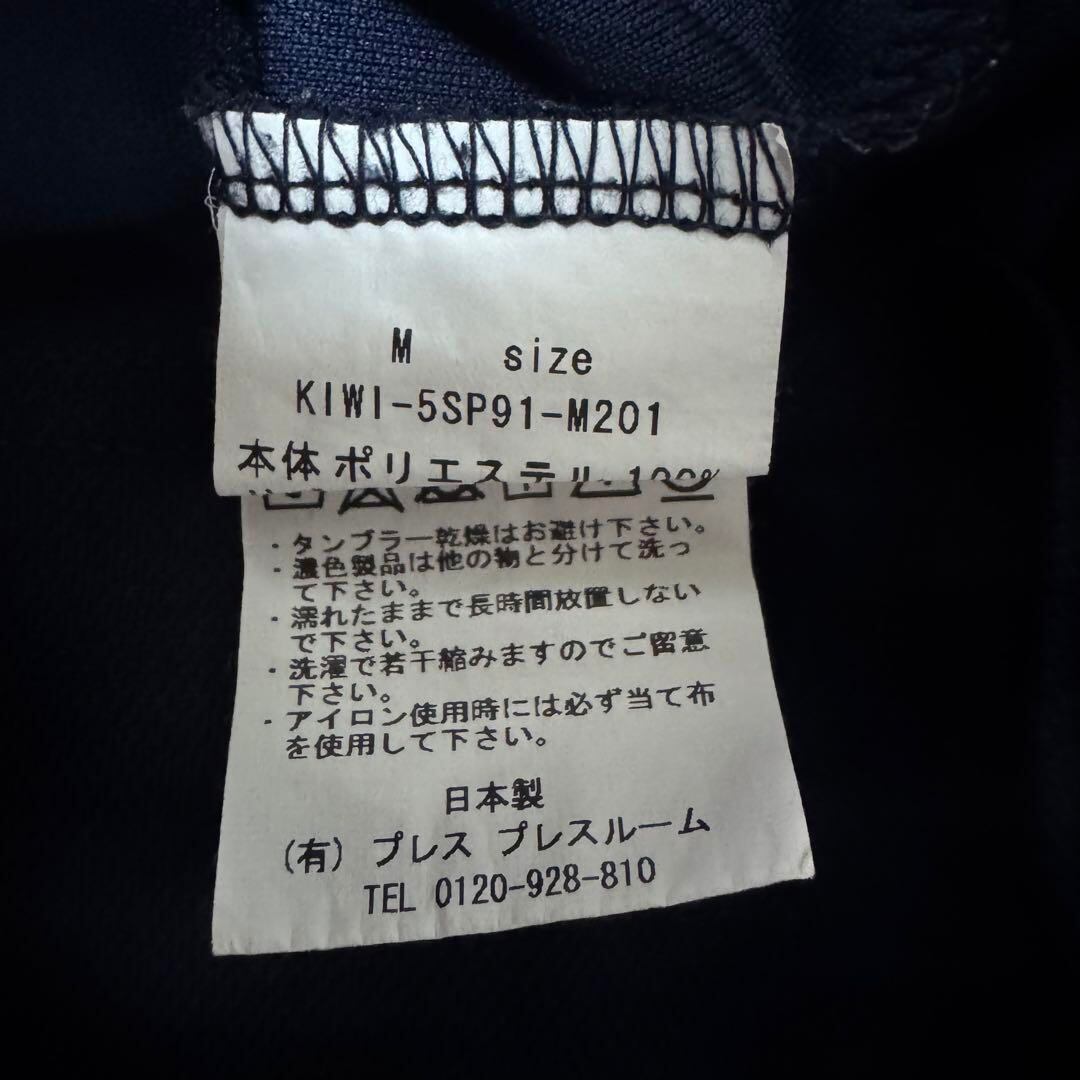 M size
KIWI-5SP91-M201
本体 ポリエステル 100%
・タンブラー乾燥はお避け下さい。
・濃色製品は他の物と分けて洗っ
て下さい。
・濡れたままで長時間放置しない
で下さい。
・洗濯で若干縮みますのでご留意
下さい。
・アイロン使用時には必ず当て布
を使用して下さい。
日本製
(有) プレス プレスルーム
TEL 0120-928-810